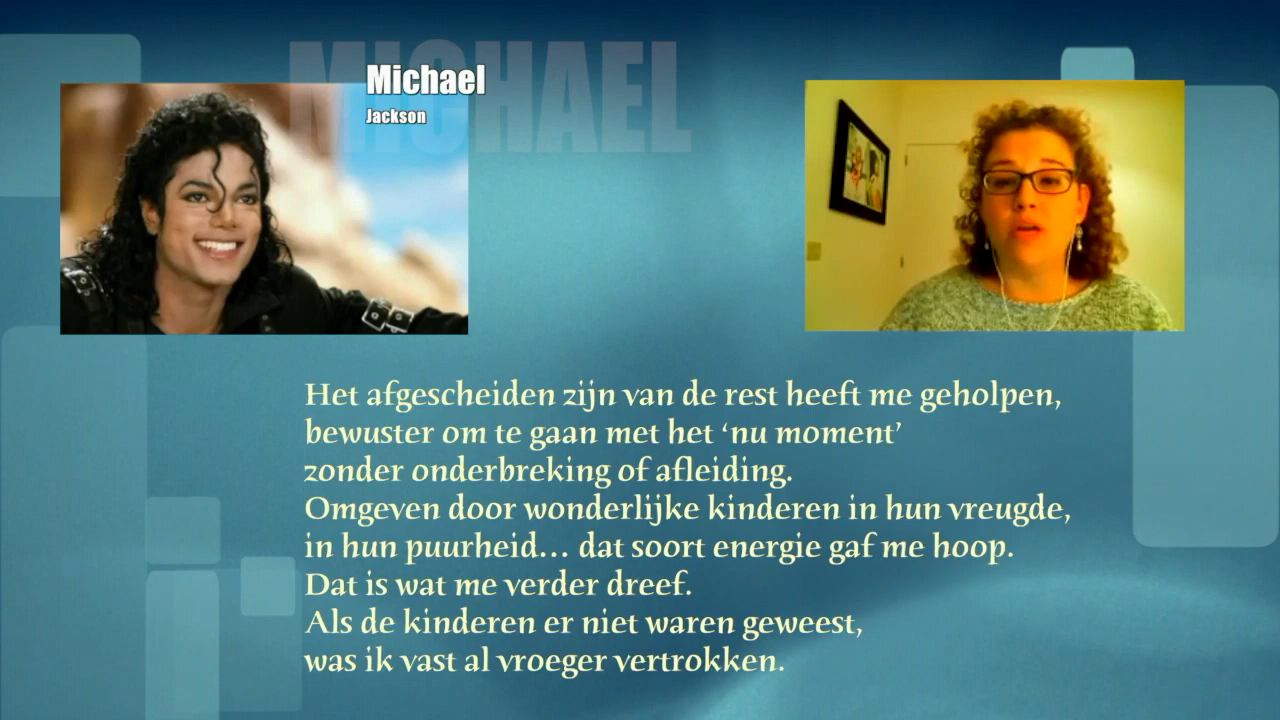 MICHAEL
Michael
Jackson
Het afgescheiden zijn van de rest heeft me geholpen,
bewuster om te gaan met het ‘nu moment’
zonder onderbreking of afleiding.
Omgeven door wonderlijke kinderen in hun vreugde,
in hun puurheid... dat soort energie gaf me hoop.
Dat is wat me verder dreef.
Als de kinderen er niet waren geweest,
was ik vast al vroeger vertrokken.